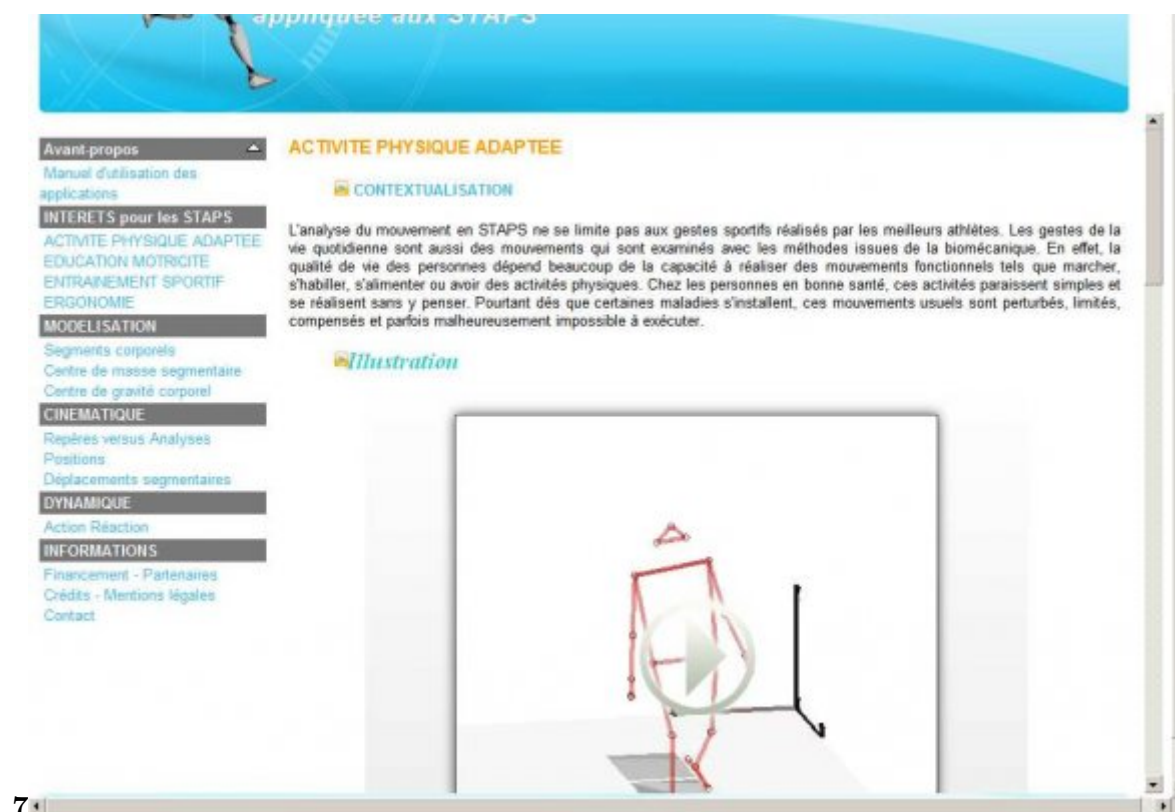 appliquée aux STAPS
Avant-propos
Manuel d'utilisation des
applications
INTERETS pour les STAPS
ACTIVITE PHYSIQUE ADAPTEE
EDUCATION MOTRICITE
ENTRAINEMENT SPORTIF
ERGONOMIE
MODELISATION
Segments corporels
Centre de masse segmentaire
Centre de gravité corporel
CINEMATIQUE
Repères versus Analyses
Positions
Déplacements segmentaires
DYNAMIQUE
Action Réaction
INFORMATIONS
Financement - Partenaires
Crédits - Mentions légales
Contact
ACTIVITE PHYSIQUE ADAPTEE
CONTEXTUALISATION
L'analyse du mouvement en STAPS ne se limite pas aux gestes sportifs réalisés par les meilleurs athlètes. Les gestes de la
vie quotidienne sont aussi des mouvements qui sont examinés avec les méthodes issues de la biomécanique. En effet, la
qualité de vie des personnes dépend beaucoup de la capacité à réaliser des mouvements fonctionnels tels que marcher,
s'habiller, s'alimenter ou avoir des activités physiques. Chez les personnes en bonne santé, ces activités paraissent simples et
se réalisent sans y penser. Pourtant dés que certaines maladies s'installent, ces mouvements usuels sont perturbés, limités,
compensés et parfois malheureusement impossible à exécuter.
Illustration
7